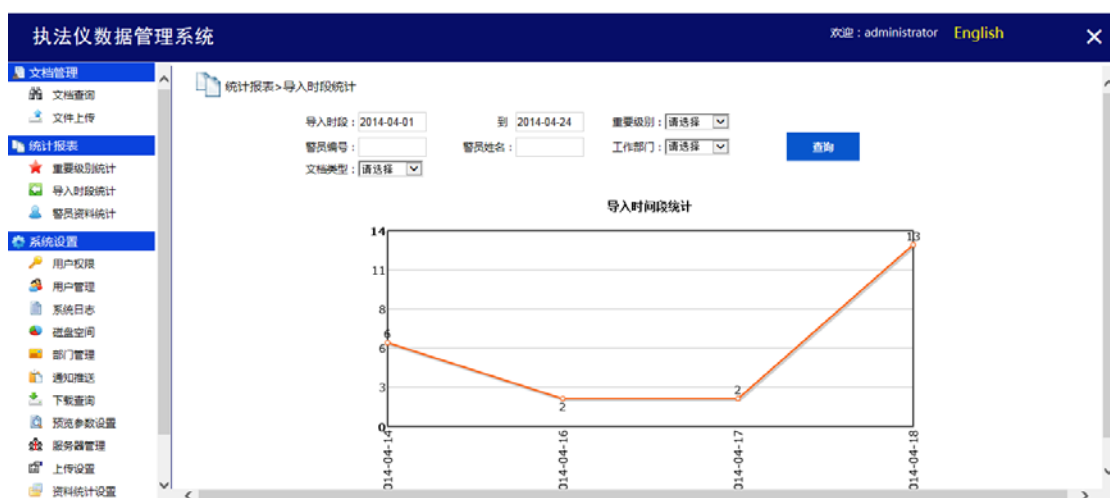 执法仪数据管理系统
欢迎：administrator English
文档管理
文档查询
文件上传
统计报表
重要级别统计
导入时段统计
警员资料统计
系统设置
用户权限
用户管理
系统日志
磁盘空间
部门管理
通知推送
下载查询
预览参数设置
服务器管理
上传设置
资料统计设置
统计报表>导入时段统计
导入时段：2014-04-01 到 2014-04-24 重要级别：请选择
警员编号： 警员姓名： 工作部门：请选择 查询
文档类型：请选择
导入时间段统计
14
11
8
6
3
0
6
2
2
13
014-04-14
014-04-16
014-04-17
014-04-18